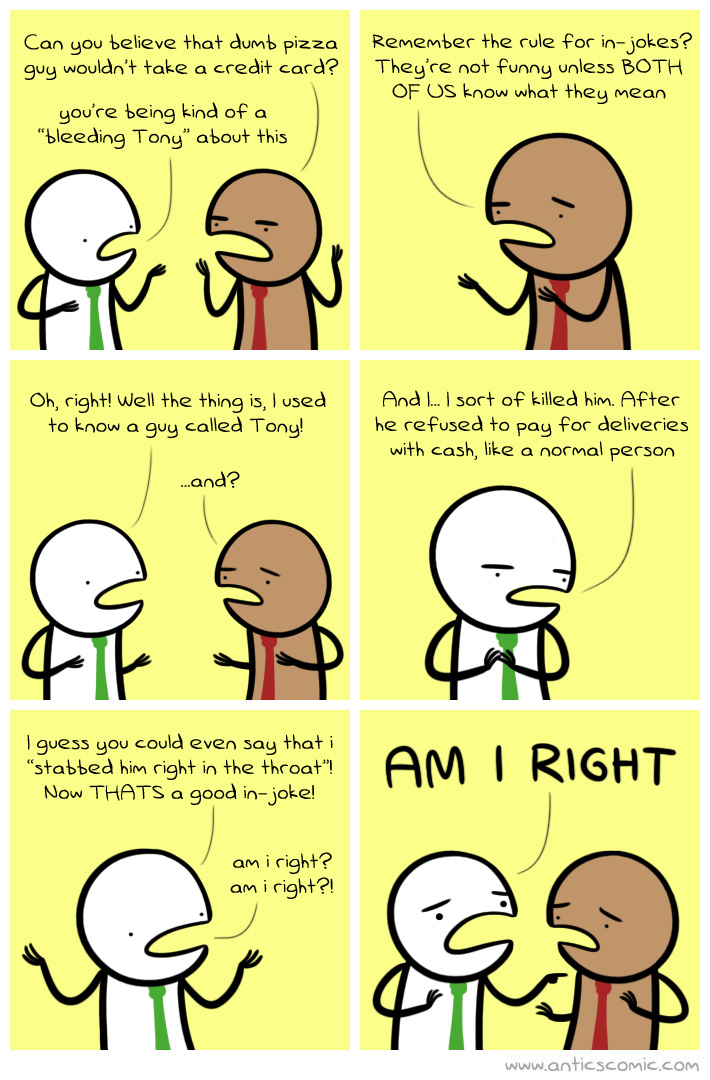 Can you believe that dumb pizza
guy wouldn't take a credit card?
you're being kind of a
"bleeding Tony" about this
Remember the rule for in-jokes?
They're not funny unless BOTH
OF US know what they mean
Oh, right! Well the thing is, I used
to know a guy called Tony!
...and?
And I... I sort of killed him. After
he refused to pay for deliveries
with cash, like a normal person
I guess you could even say that i
"stabbed him right in the throat"!
Now THATS a good in-joke!
am i right?
am i right?!
AM I RIGHT
www.anticscomic.com